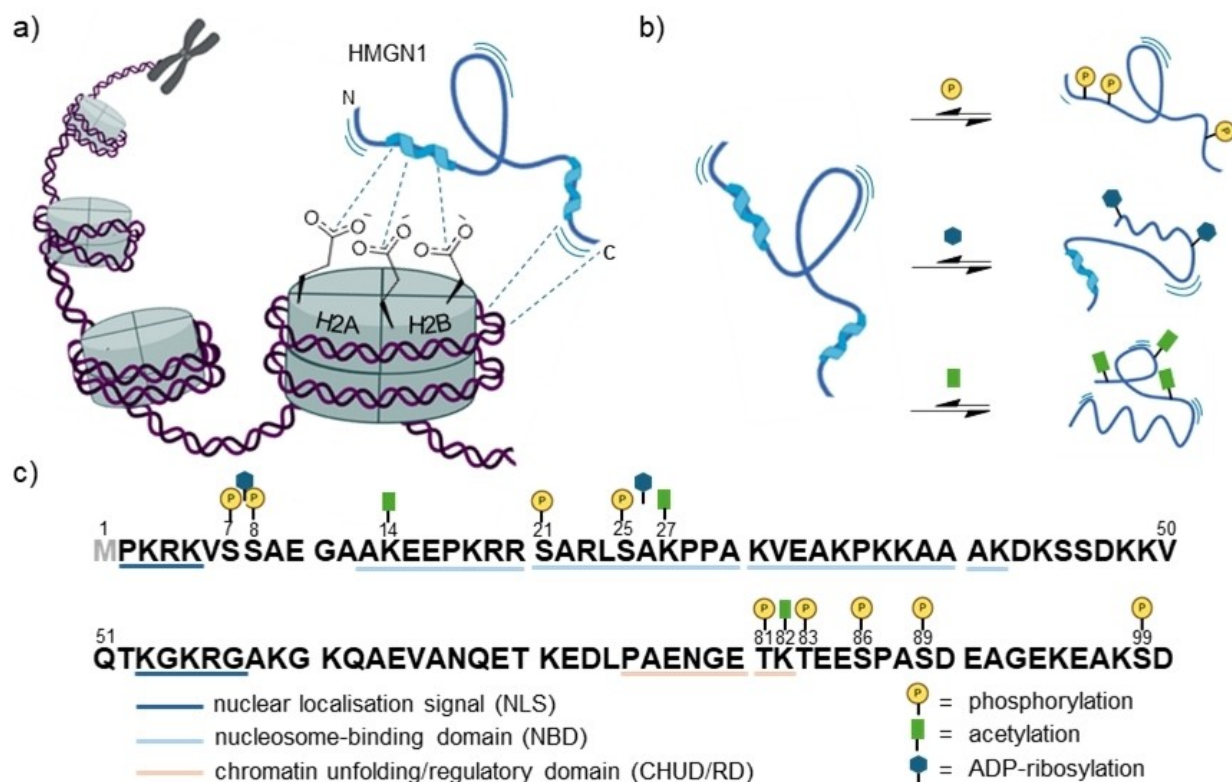 a)
HMGN1
N
O O -
O O -
O O -
C
H2A H2B
b)
P
P P
P
c)
P P P P
1 7 8 14 21 25 27 50
MPKRKVSSAE GAAKEEPKRR SARLSAKPPA KVEAKPKKAA AKDKSSDKKV
P P P P P
51 81 82 83 86 89 99
QTKGKRGAKG KQAEVANQET KEDLPAENGE TKTEESPASD EAGEKEAKSD
nuclear localisation signal (NLS)
nucleosome-binding domain (NBD)
chromatin unfolding/regulatory domain (CHUD/RD)
P = phosphorylation
= acetylation
= ADP-ribosylation